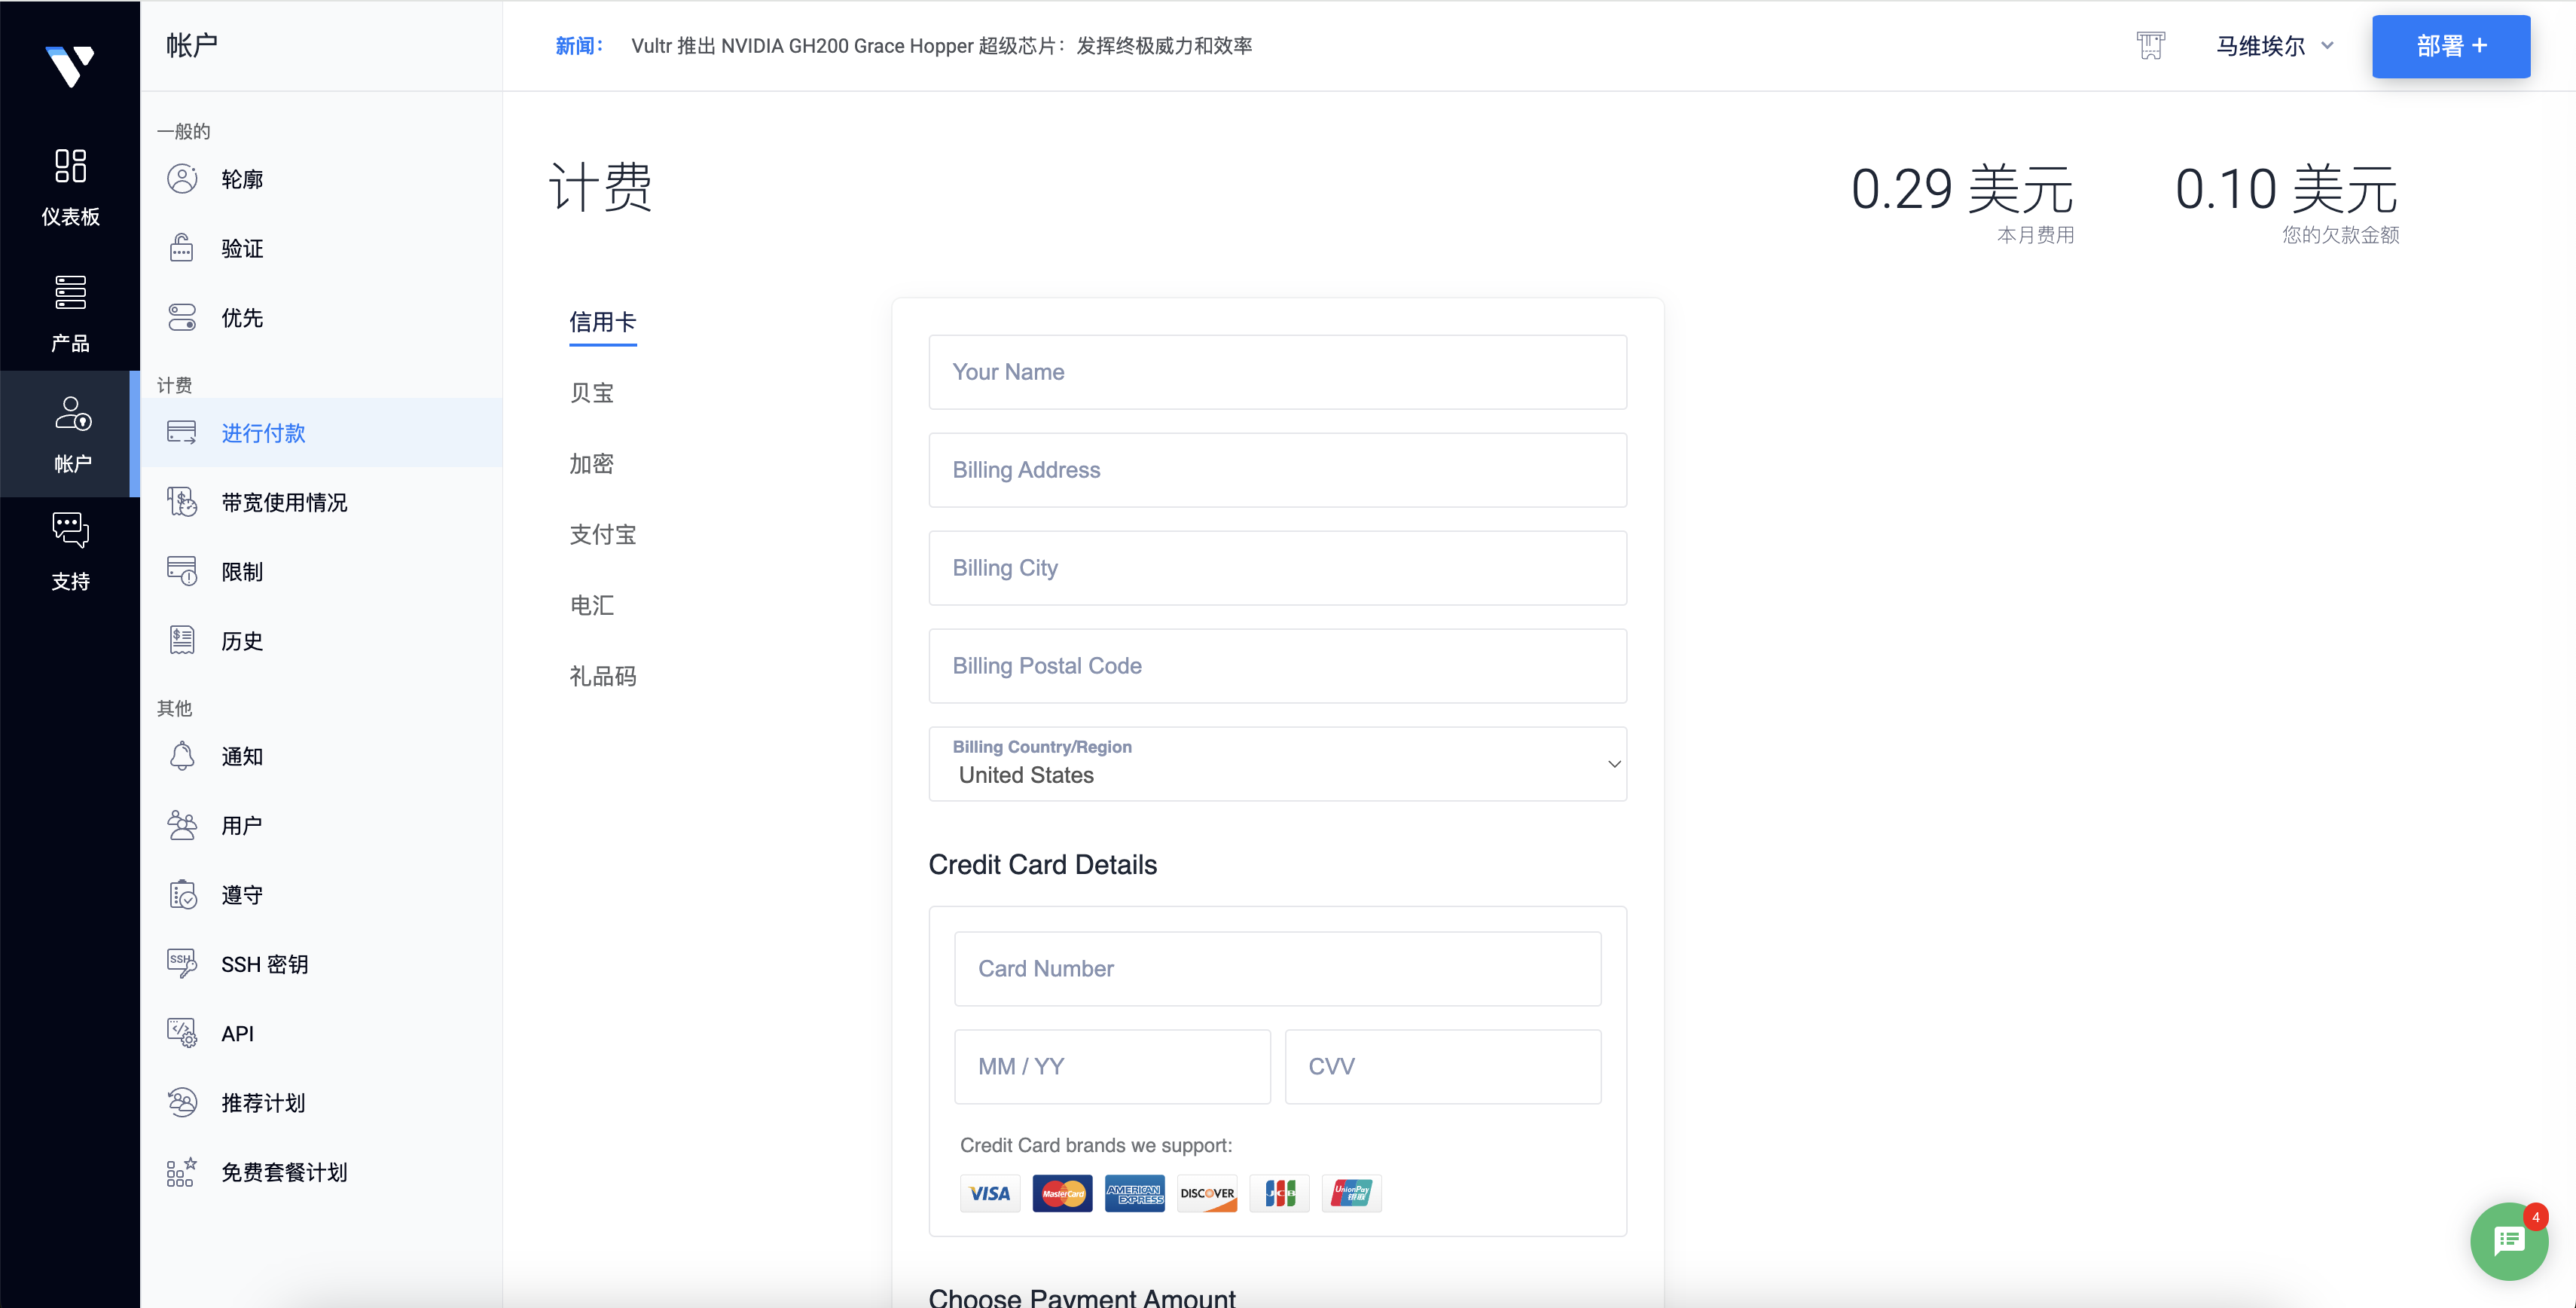 帐户
新闻： Vultr 推出 NVIDIA GH200 Grace Hopper 超级芯片：发挥终极威力和效率
马维埃尔
部署 +
仪表板
产品
帐户
支持
一般的
轮廓
验证
优先
计费
进行付款
带宽使用情况
限制
历史
其他
通知
用户
遵守
SSH 密钥
API
推荐计划
免费套餐计划
计费
0.29 美元
本月费用
0.10 美元
您的欠款金额
信用卡
贝宝
加密
支付宝
电汇
礼品码
Your Name
Billing Address
Billing City
Billing Postal Code
Billing Country/Region
United States
Credit Card Details
Card Number
MM / YY
CVV
Credit Card brands we support:
VISA
MasterCard
AMERICAN EXPRESS
DISCOVER
JCB
UnionPay 银联
Choose Payment Amount
4